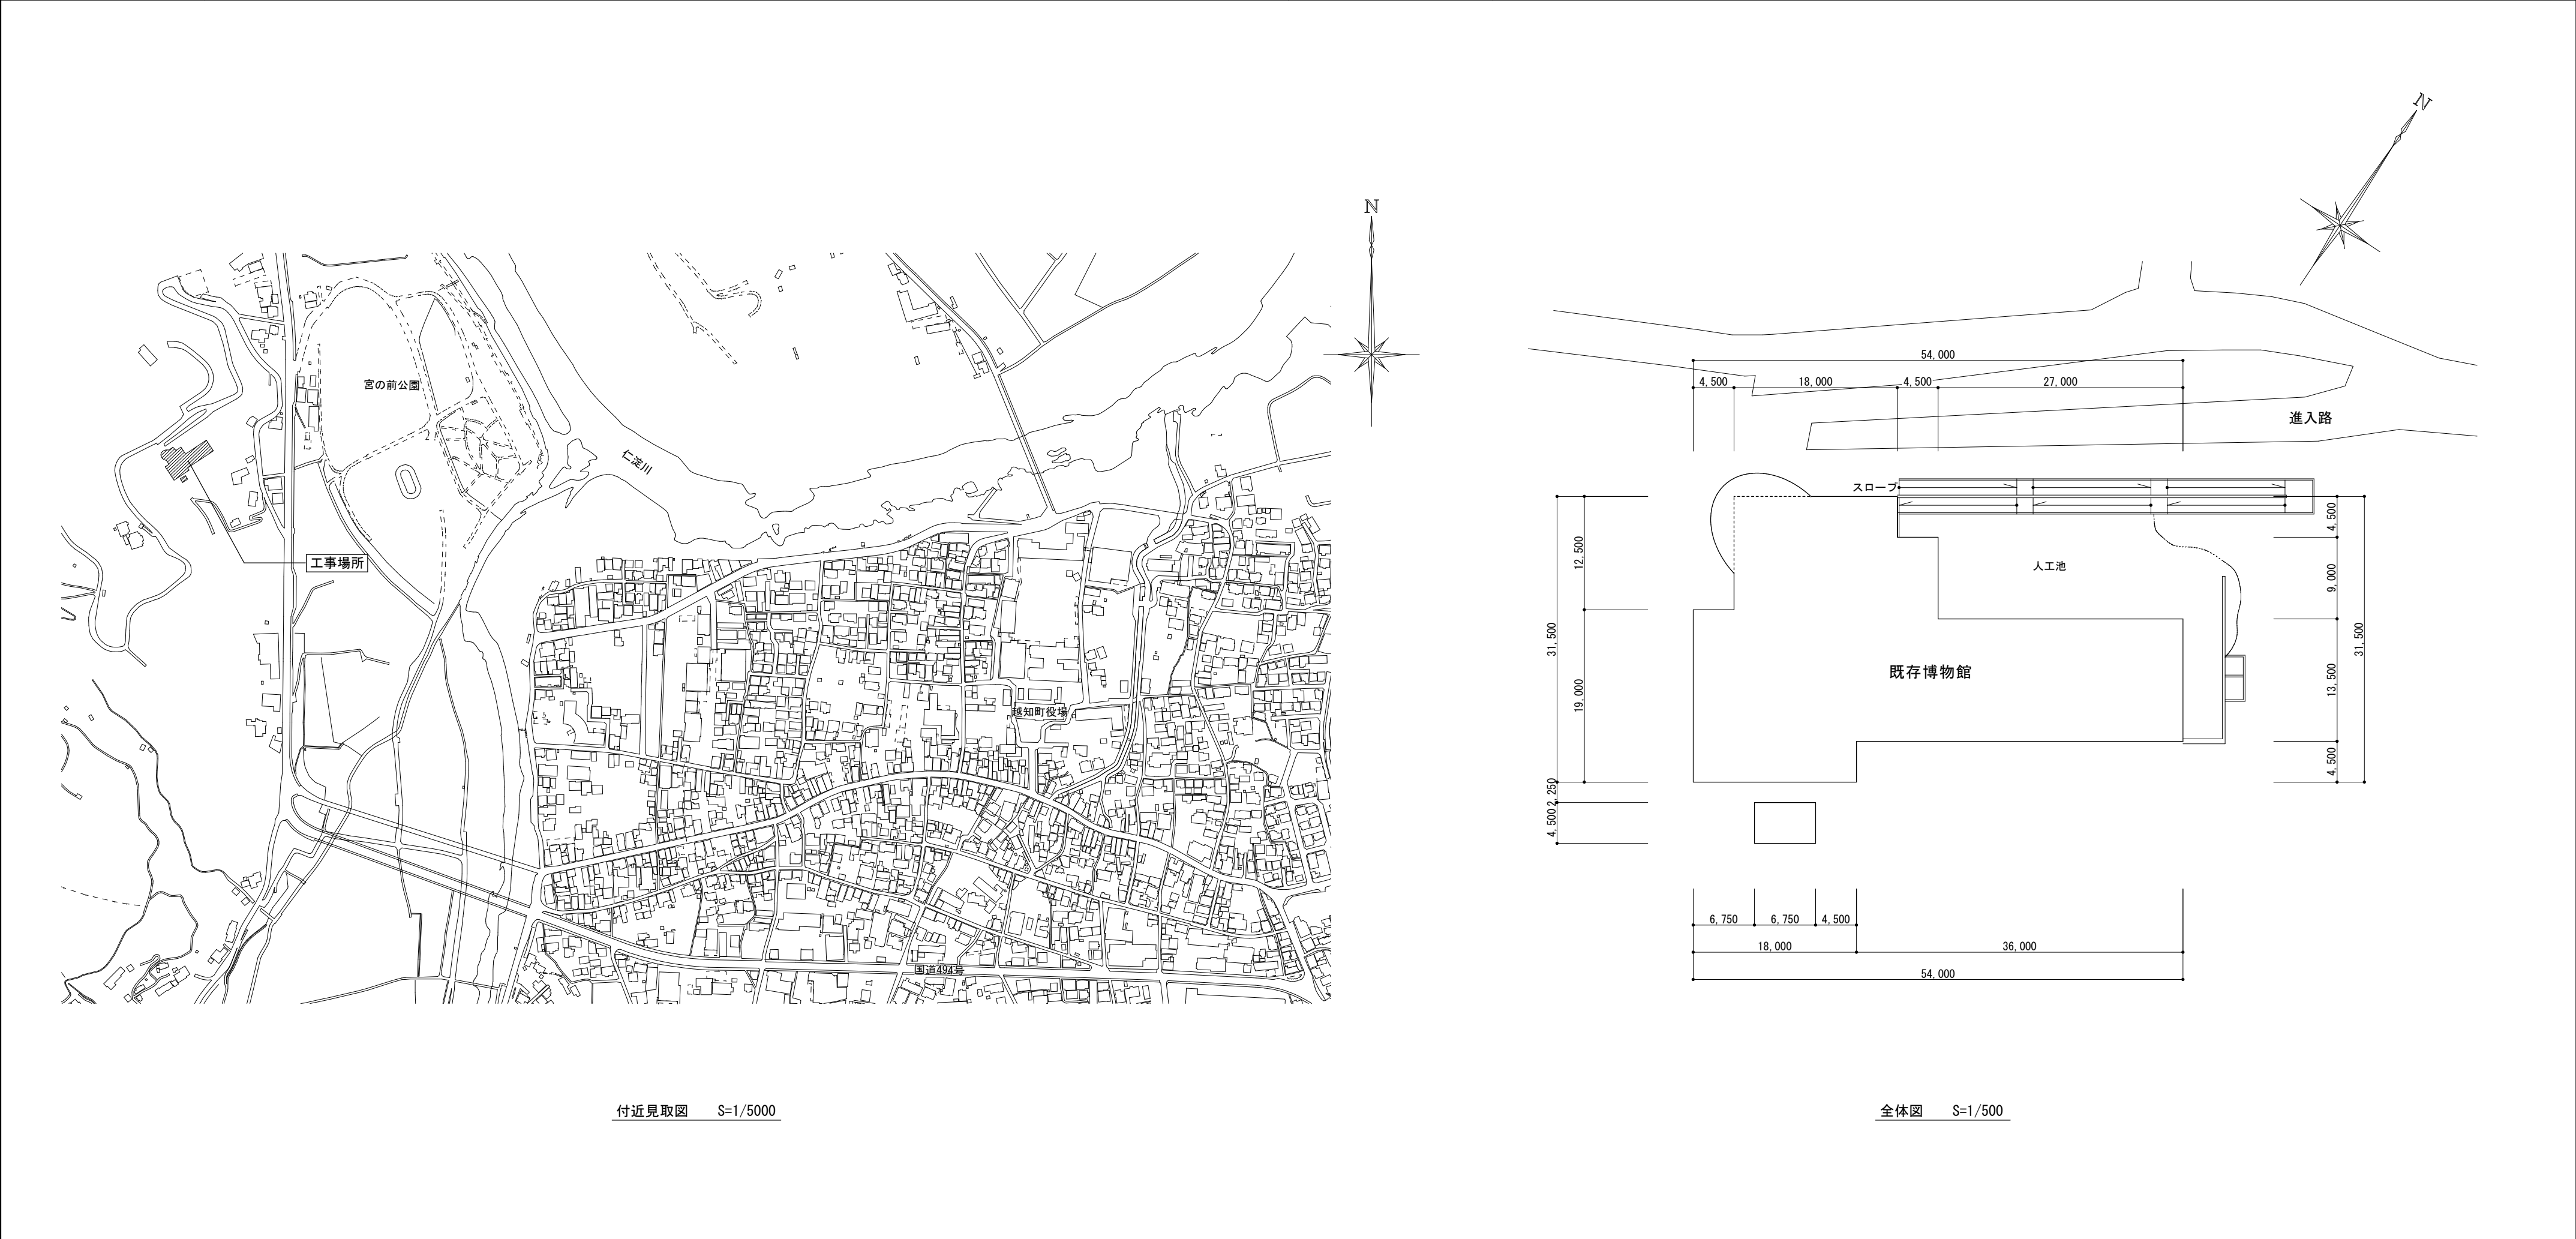 N
宮の前公園
2
仁淀川
工事場所
越知町役場
国道494号
付近見取図 S=1/5000
N
54,000
4,500 18,000 4,500 27,000
進入路
スロープ
人工池
既存博物館
12,500
31,500
19,000
2,250
4,500
4,500
9,000
31,500
13,500
4,500
6,750 6,750 4,500
18,000 36,000
54,000
全体図 S=1/500